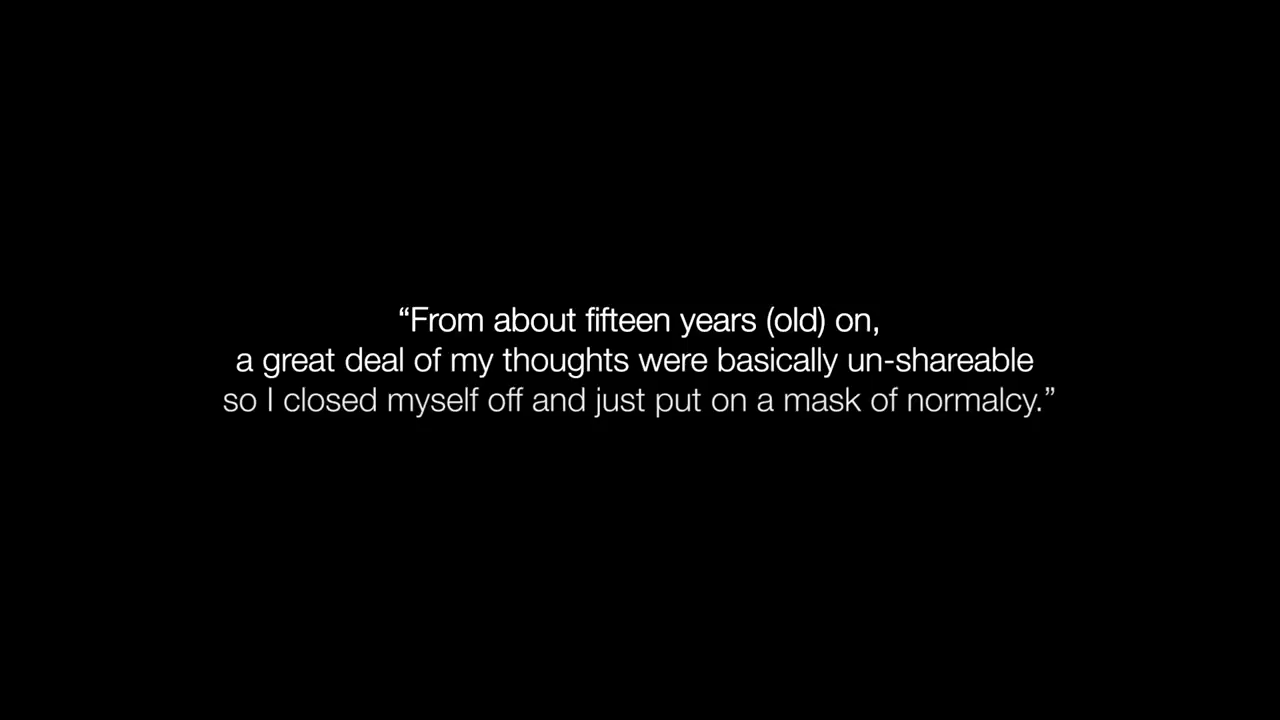 “From about fifteen years (old) on,
a great deal of my thoughts were basically un-shareable
so I closed myself off and just put on a mask of normalcy.”